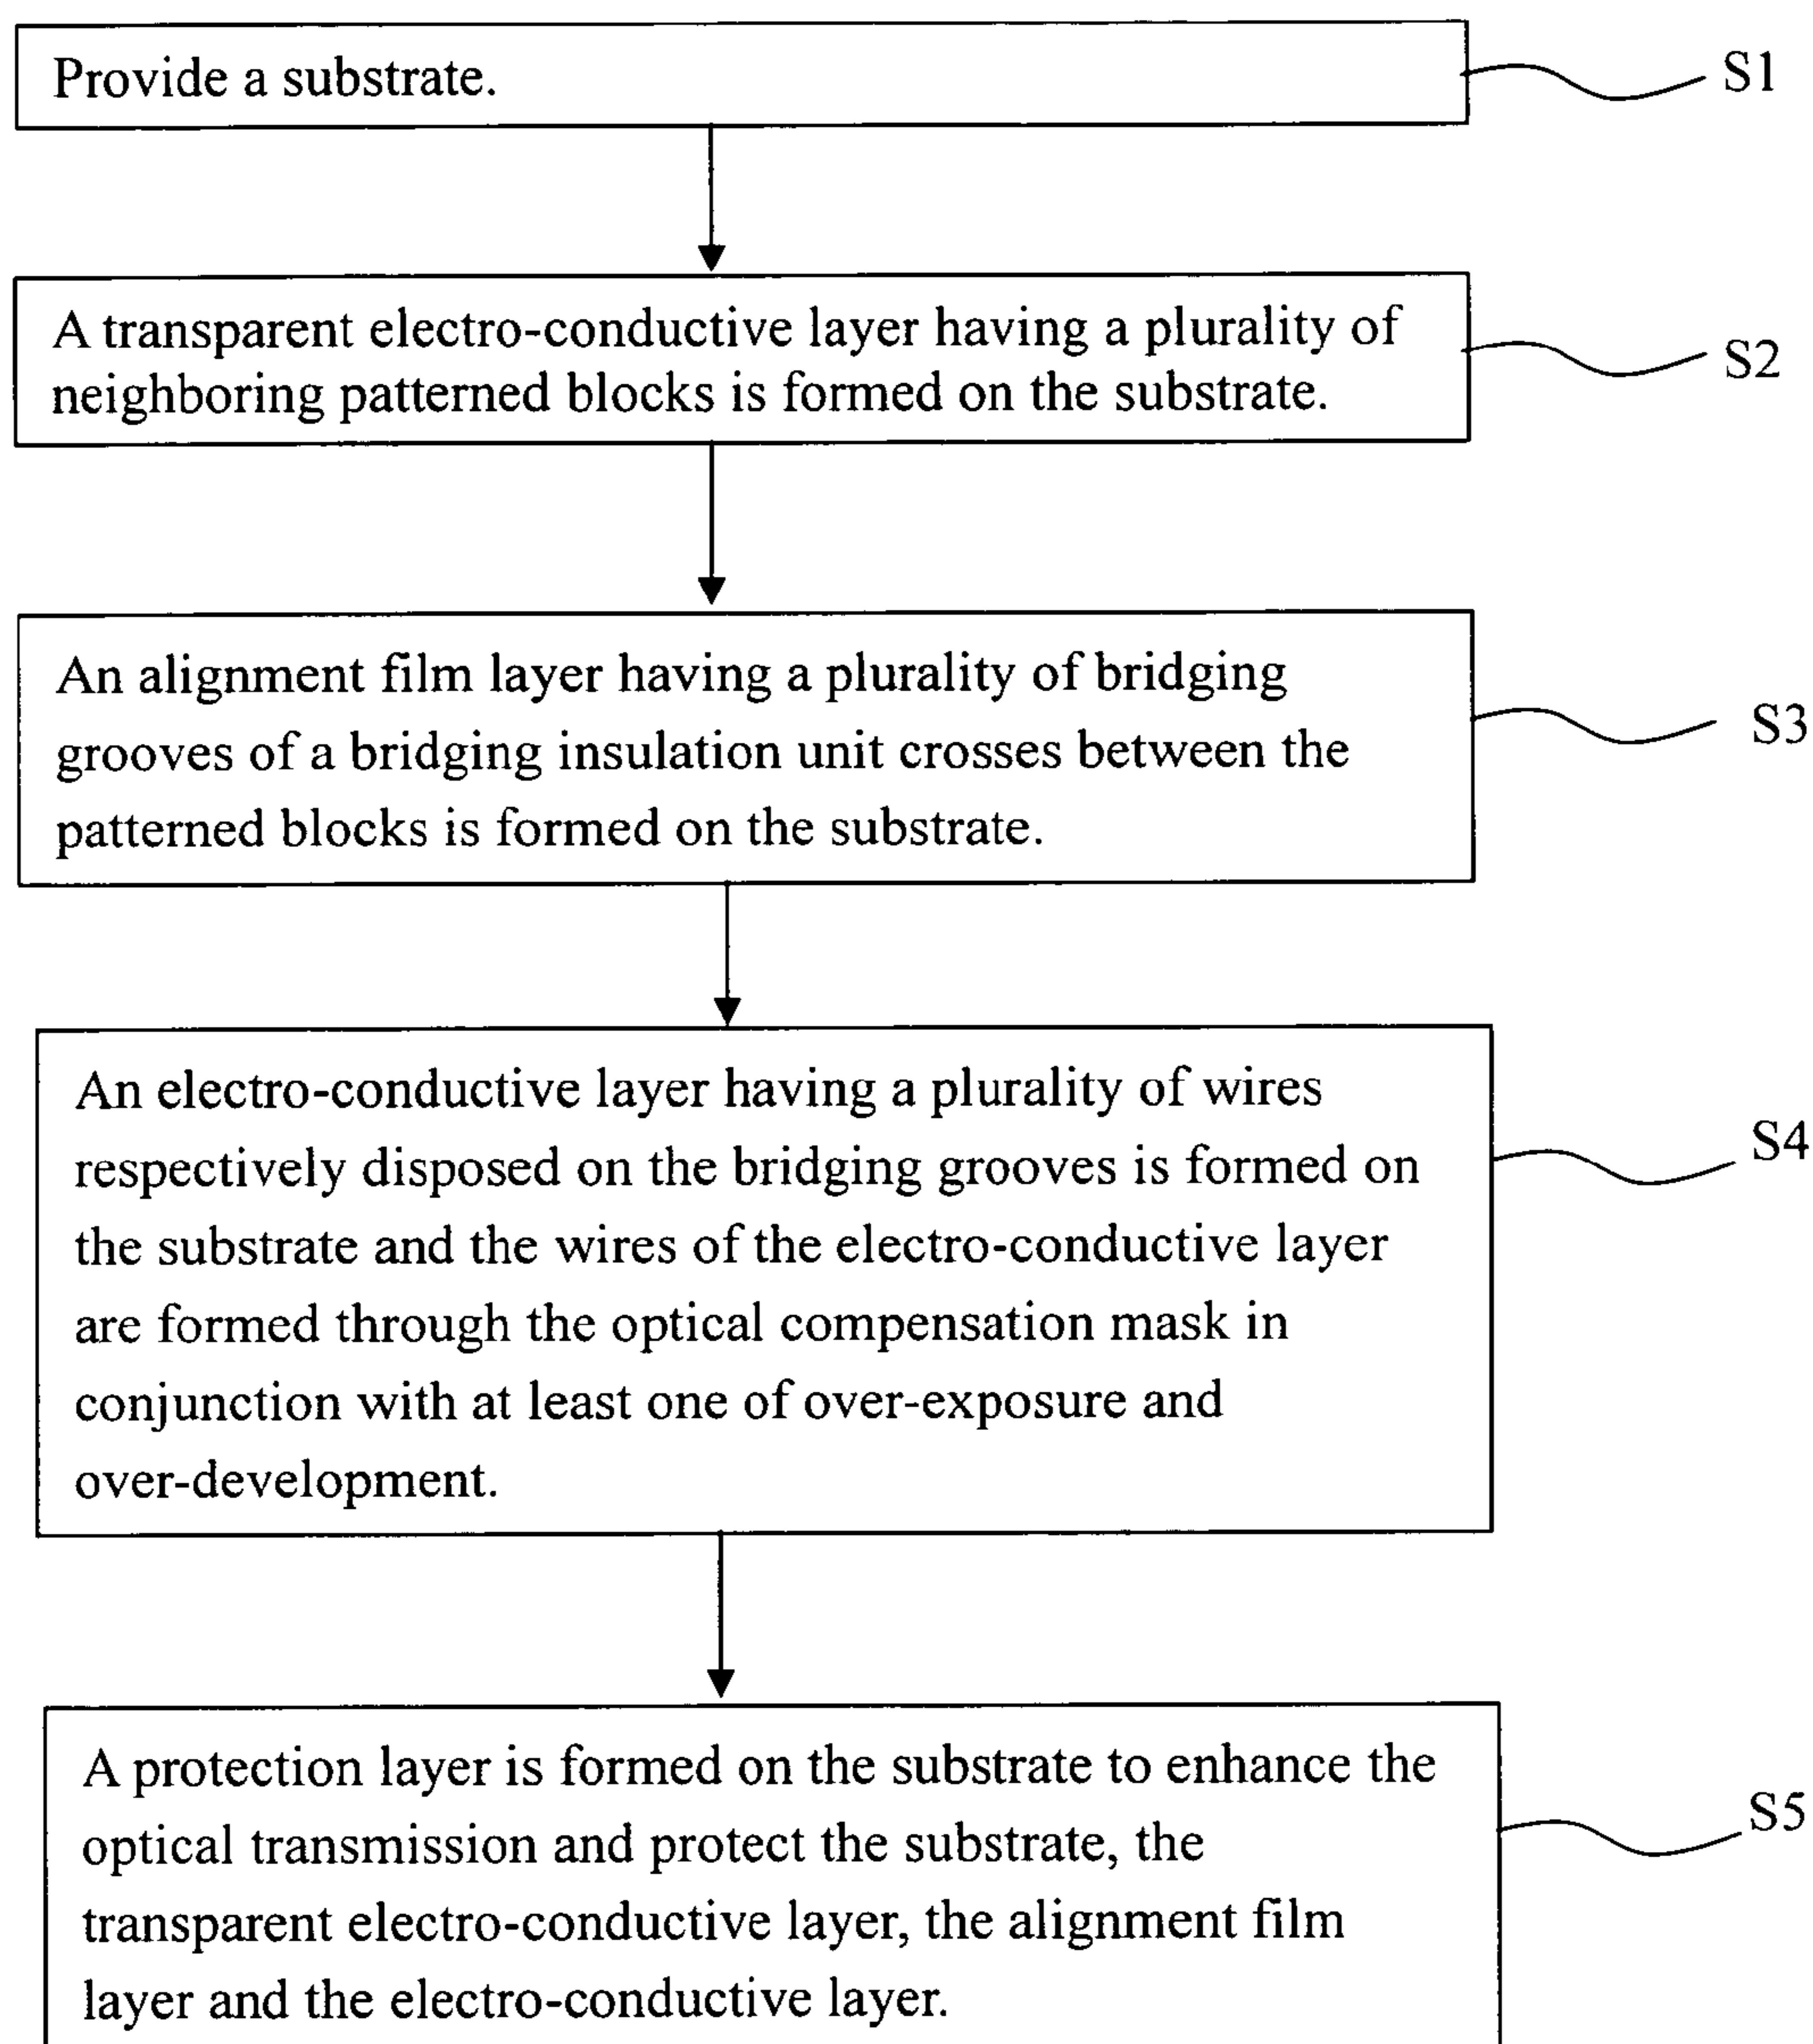 Provide a substrate.
S1
A transparent electro-conductive layer having a plurality of
neighboring patterned blocks is formed on the substrate.
S2
An alignment film layer having a plurality of bridging
grooves of a bridging insulation unit crosses between the
patterned blocks is formed on the substrate.
S3
An electro-conductive layer having a plurality of wires
respectively disposed on the bridging grooves is formed on
the substrate and the wires of the electro-conductive layer
are formed through the optical compensation mask in
conjunction with at least one of over-exposure and
over-development.
S4
A protection layer is formed on the substrate to enhance the
optical transmission and protect the substrate, the
transparent electro-conductive layer, the alignment film
layer and the electro-conductive layer.
S5